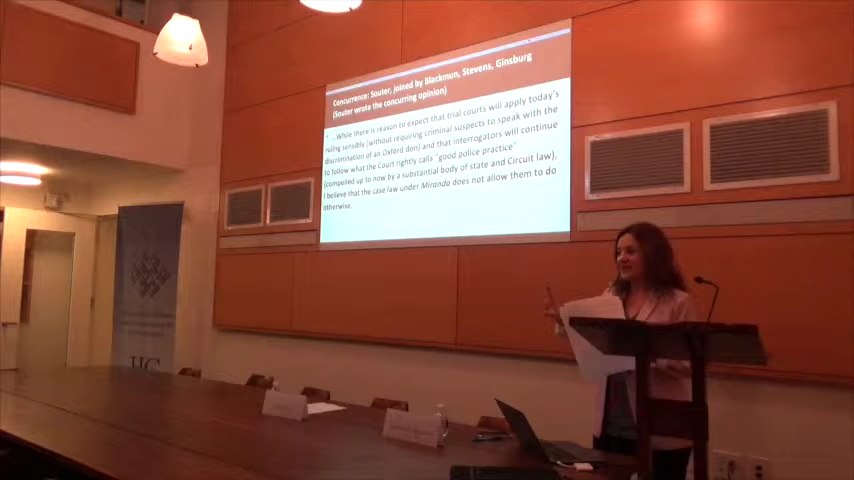 Concurrence: Souter, joined by Blackmun, Stevens, Ginsburg
(Souter wrote the concurring opinion)
• …While there is reason to expect that trial courts will apply today's
ruling sensibly (without requiring criminal suspects to speak with the
discrimination of an Oxford don) and that interrogators will continue
to follow what the Court rightly calls "good police practice"
(compelled up to now by a substantial body of state and Circuit law),
I believe that the case law under Miranda does not allow them to do
otherwise.
HC